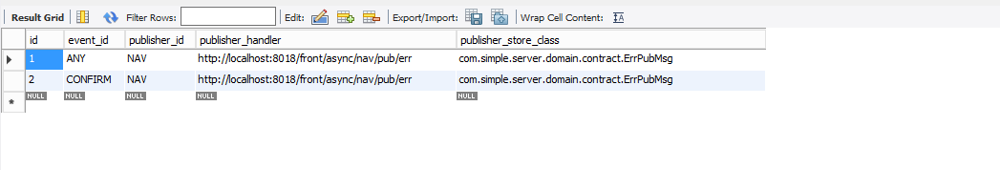 Result Grid Filter Rows: Edit: Export/Import: Wrap Cell Content: IA
id event_id publisher_id publisher_handler publisher_store_class
1 ANY NAV http://localhost:8018/front/async/nav/pub/err com.simple.server.domain.contract.ErrPubMsg
2 CONFIRM NAV http://localhost:8018/front/async/nav/pub/err com.simple.server.domain.contract.ErrPubMsg
* NULL NULL NULL NULL NULL